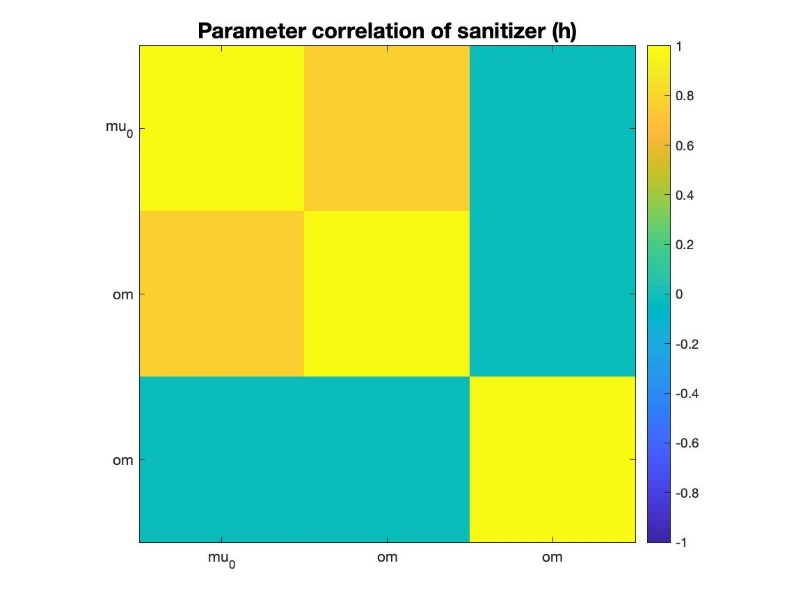 Parameter correlation of sanitizer (h)
mu0
om
om
mu0
om
om
1
0.8
0.6
0.4
0.2
0
-0.2
-0.4
-0.6
-0.8
-1